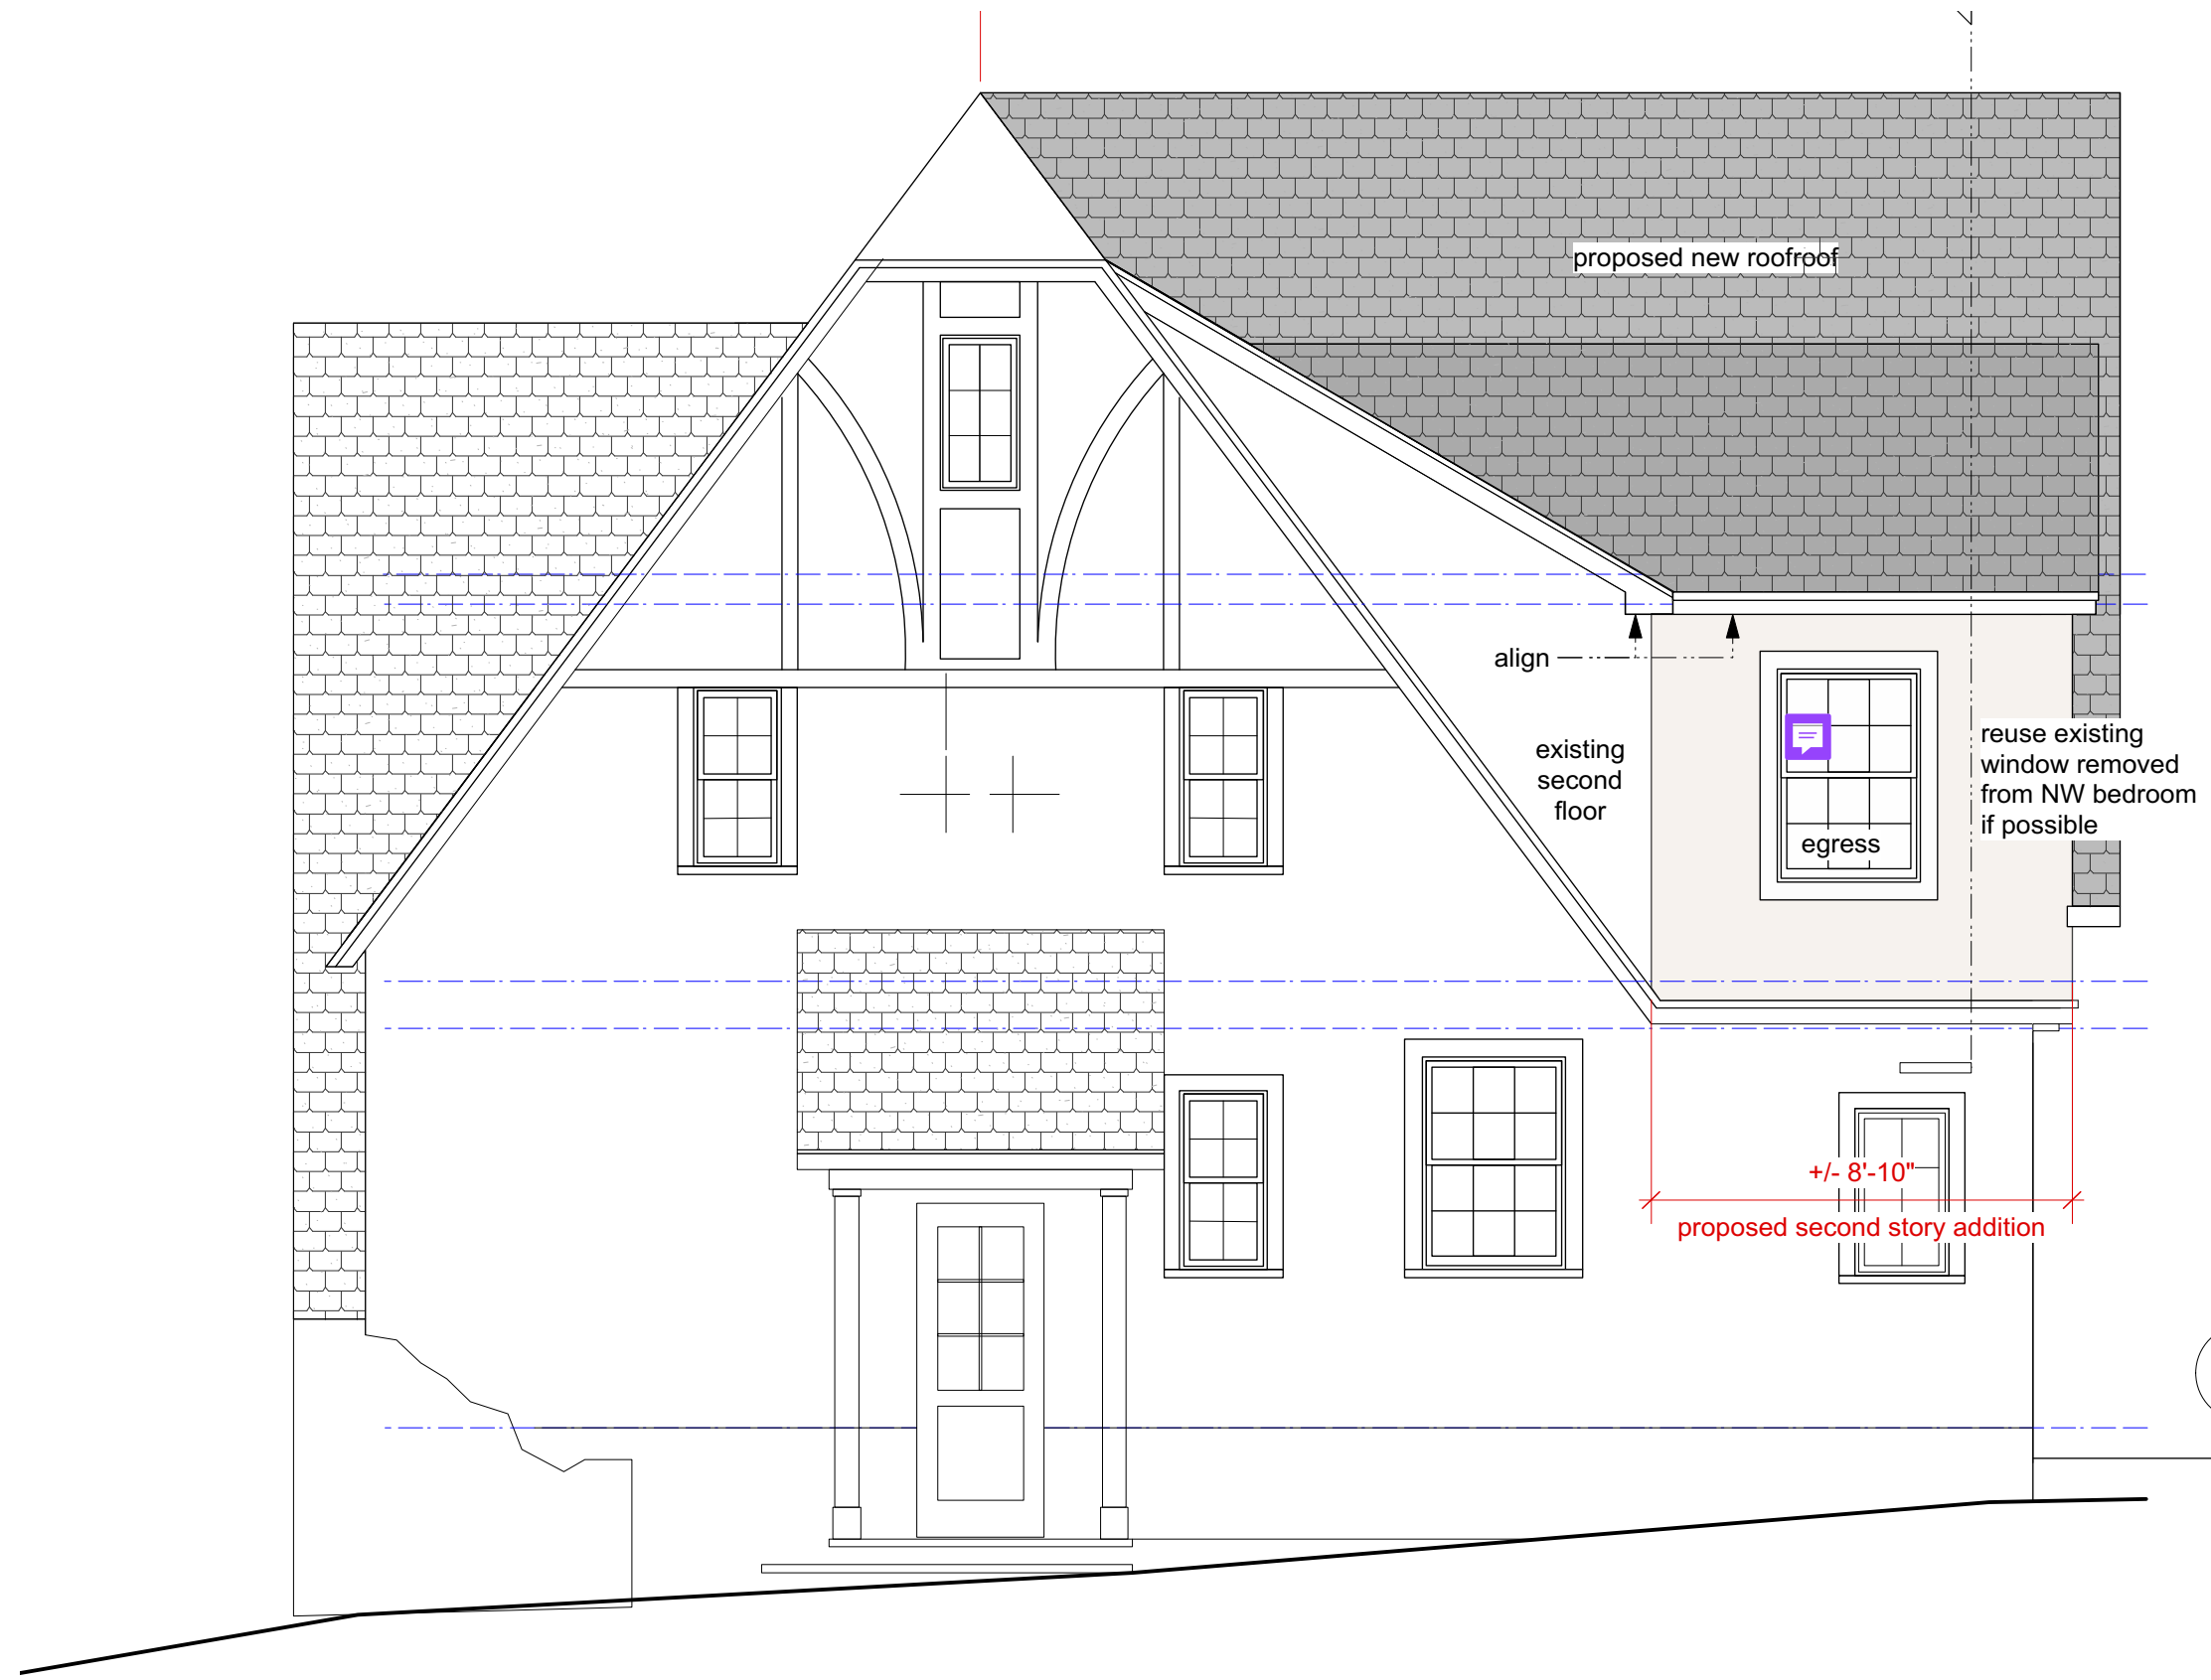 proposed new roofroof
align
existing
second
floor
reuse existing
window removed
from NW bedroom
if possible
egress
+/- 8'-10"
proposed second story addition